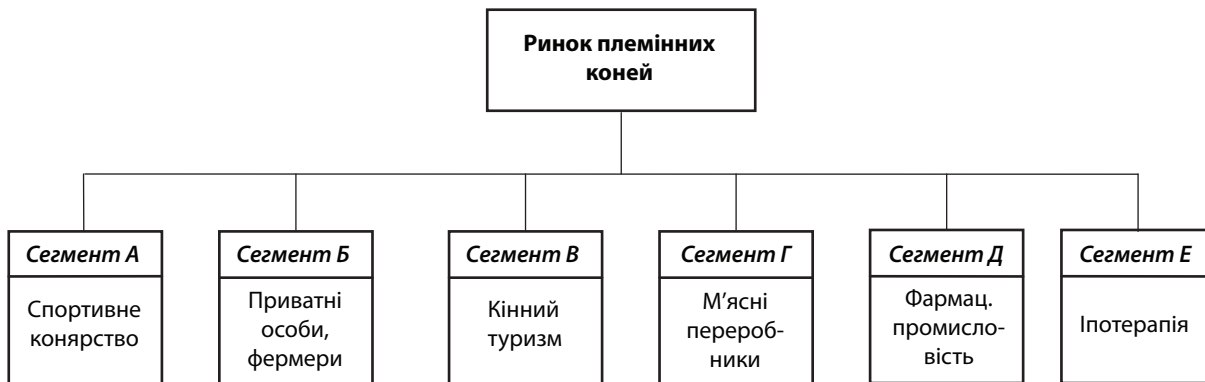 Ринок племінних
коней
Сегмент А
Спортивне
конярство
Сегмент Б
Приватні
особи,
фермери
Сегмент В
Кінний
туризм
Сегмент Г
М'ясні
перероб-
ники
Сегмент Д
Фармац.
промисло-
вість
Сегмент Е
Іпотерапія